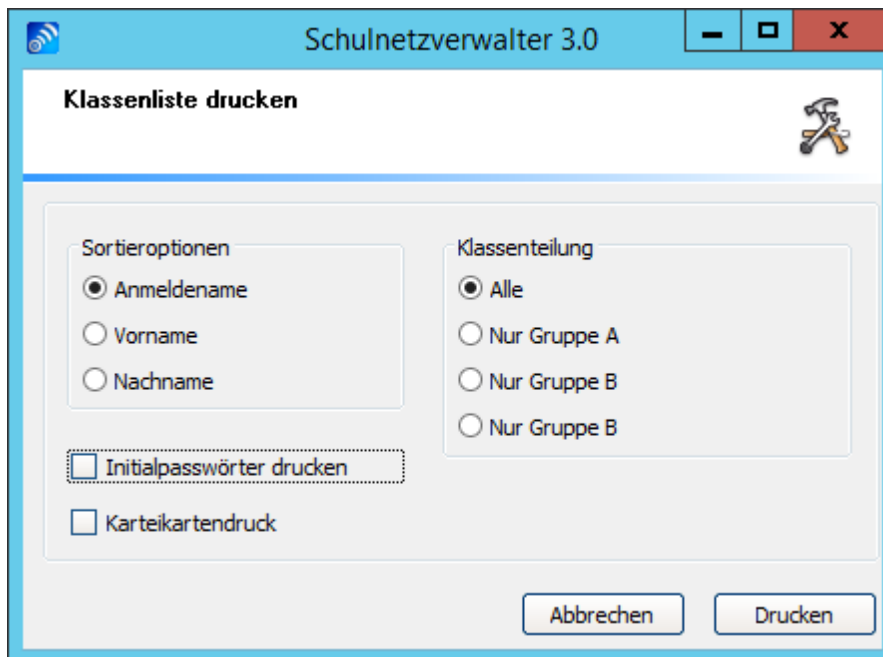 Schulnetzverwalter 3.0
Klassenliste drucken
Sortieroptionen
Anmeldename
Vorname
Nachname
Initialpasswörter drucken
Karteikartendruck
Klassenteilung
Alle
Nur Gruppe A
Nur Gruppe B
Nur Gruppe B
Abbrechen
Drucken